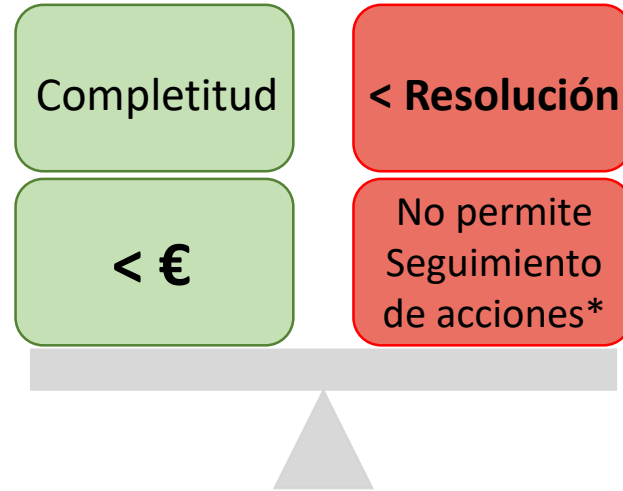 Completitud
< Resolución
< €
No permite
Seguimiento
de acciones*